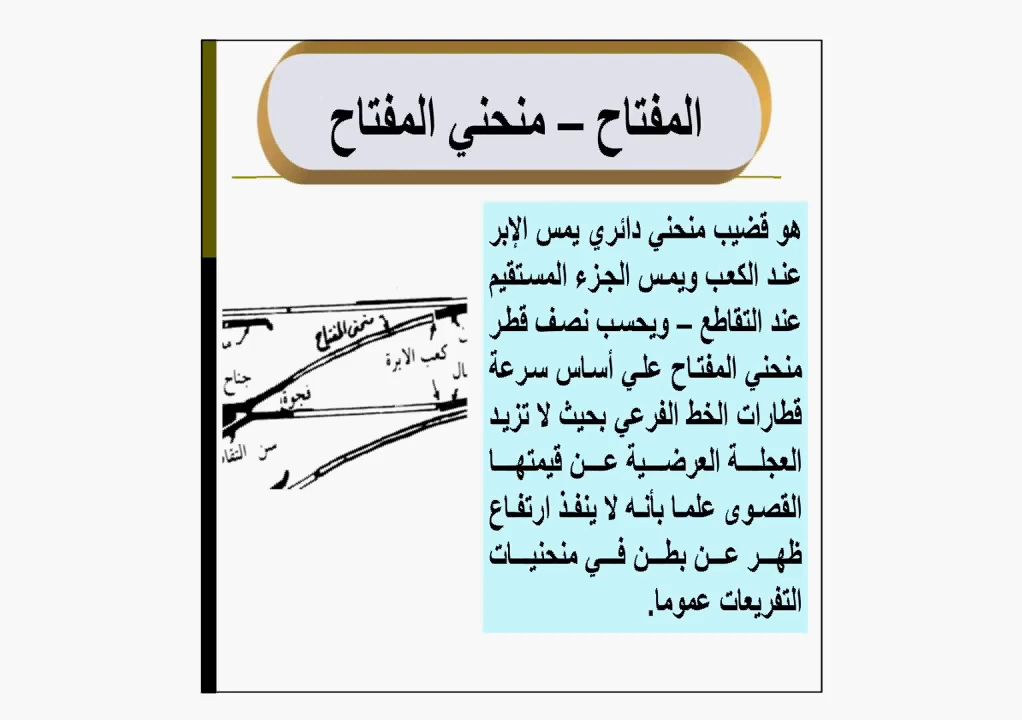 المفتاح – منحني المفتاح
هو قضيب منحني دائري يمس الإبر
عند الكعب ويمس الجزء المستقيم
عند التقاطع – ويحسب نصف قطر
منحني المفتاح علي أساس سرعة
قطارات الخط الفرعي بحيث لا تزيد
العجلة العرضية عن قيمتها
القصوى علما بأنه لا ينفذ ارتفاع
ظهر عن بطن في منحنيات
التفريعات عموما.
منحنى المفتاح
كعب الابرة
جناح
فجوة
سن التقا